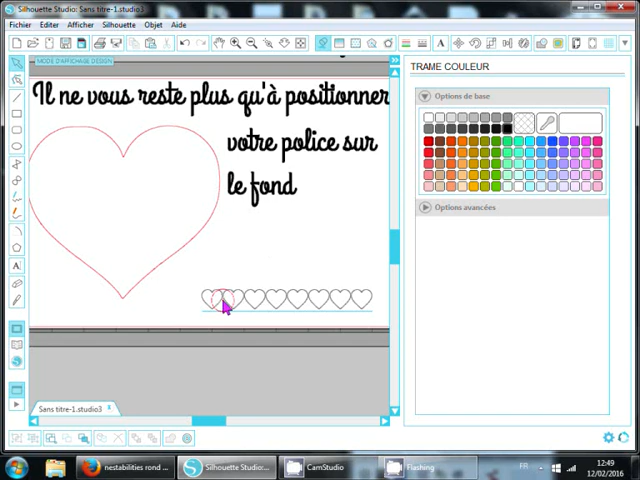 Silhouette Studio: Sans titre-1.studio3
Fichier Éditer Afficher Silhouette Objet Aide
MODE D'AFFICHAGE DESIGN
TRAME COULEUR
Options de base
Il ne vous reste plus qu'à positionner
votre police sur
le fond
Options avancées
Sans titre-1.studio3
nestabilities rond ...
Silhouette Studio:...
CamStudio
Flashing
FR
12:49
12/02/2016